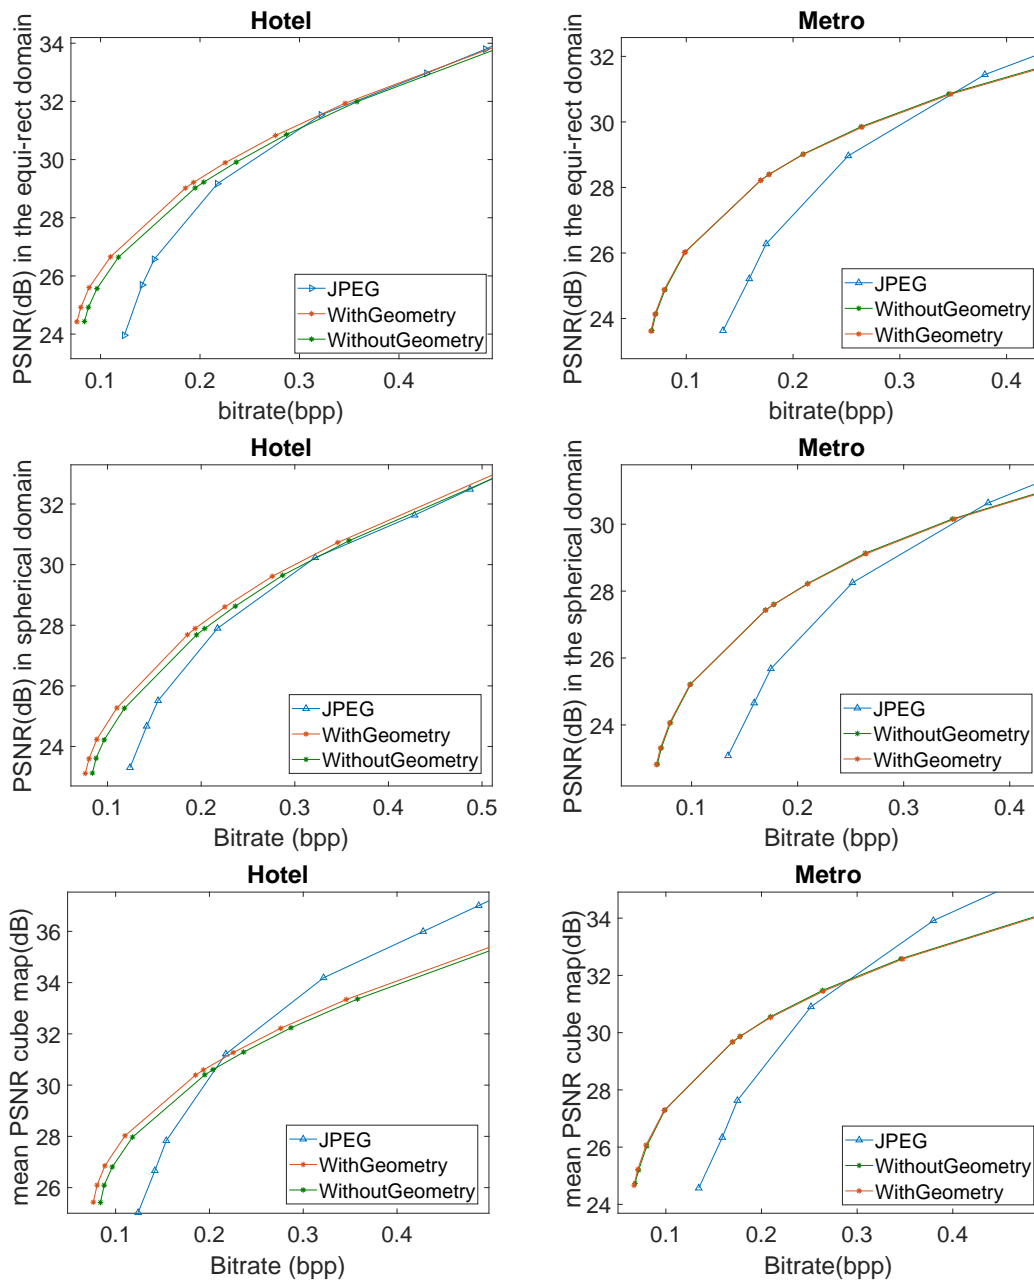 Hotel
PSNR(dB) in the equi-rect domain
34
32
30
28
26
24
0.1
0.2
0.3
0.4
bitrate(bpp)
JPEG
WithGeometry
WithoutGeometry
Metro
PSNR(dB) in the equi-rect domain
32
30
28
26
24
0.1
0.2
0.3
0.4
bitrate(bpp)
JPEG
WithoutGeometry
WithGeometry
Hotel
PSNR(dB) in spherical domain
32
30
28
26
24
0.1
0.2
0.3
0.4
0.5
Bitrate (bpp)
JPEG
WithGeometry
WithoutGeometry
Metro
PSNR(dB) in the spherical domain
30
28
26
24
0.1
0.2
0.3
0.4
Bitrate(bpp)
JPEG
WithoutGeometry
WithGeometry
Hotel
mean PSNR cube map(dB)
36
34
32
30
28
26
0.1
0.2
0.3
0.4
Bitrate (bpp)
JPEG
WithGeometry
WithoutGeometry
Metro
mean PSNR cube map(dB)
34
32
30
28
26
24
0.1
0.2
0.3
0.4
Bitrate(bpp)
JPEG
WithoutGeometry
WithGeometry